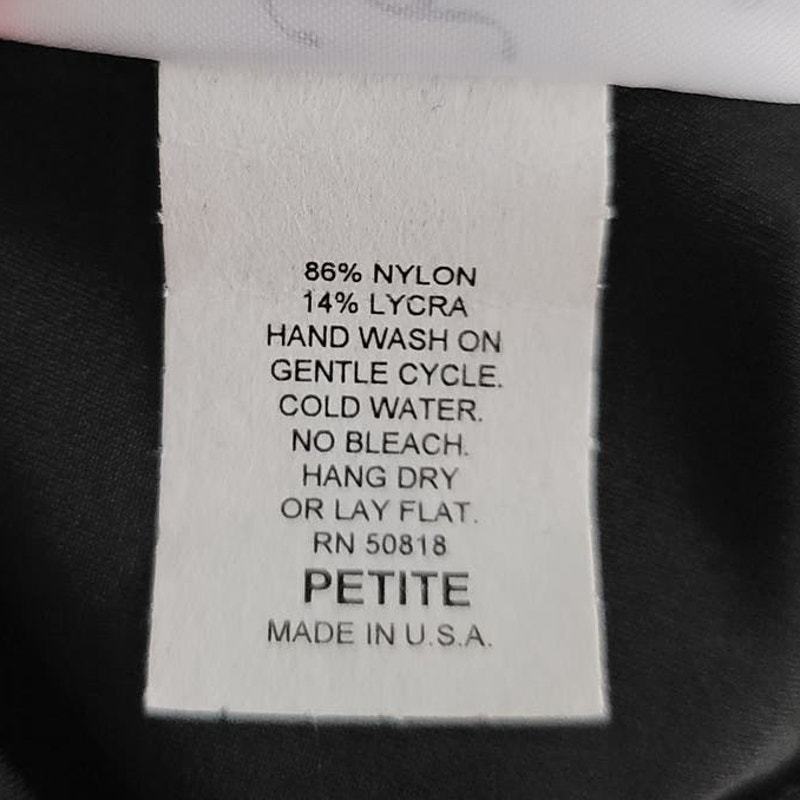 86% NYLON
14% LYCRA
HAND WASH ON
GENTLE CYCLE.
COLD WATER.
NO BLEACH.
HANG DRY
OR LAY FLAT.
RN 50818
PETITE
MADE IN U.S.A.